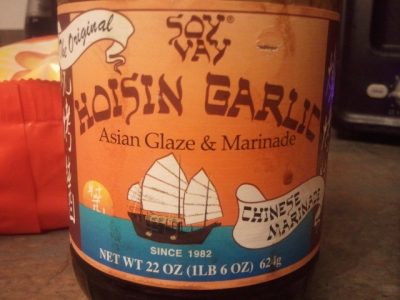 The Original
SOY
VAY®
HOISIN GARLIC
Asian Glaze & Marinade
CHINESE
MARINADE
SINCE 1982
NET WT 22 OZ (1LB 6 OZ) 624g